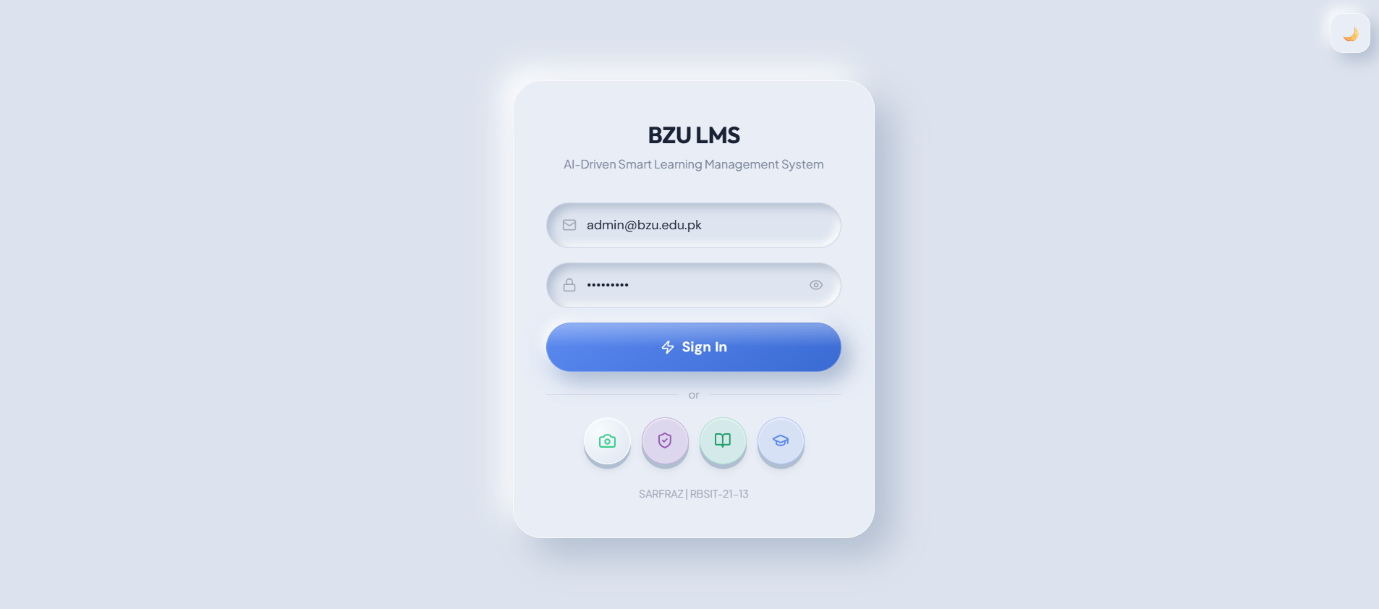 BZU LMS
AI-Driven Smart Learning Management System
admin@bzu.edu.pk
•••••••••
Sign In
or
SARFRAZ | RBSIT-21-13